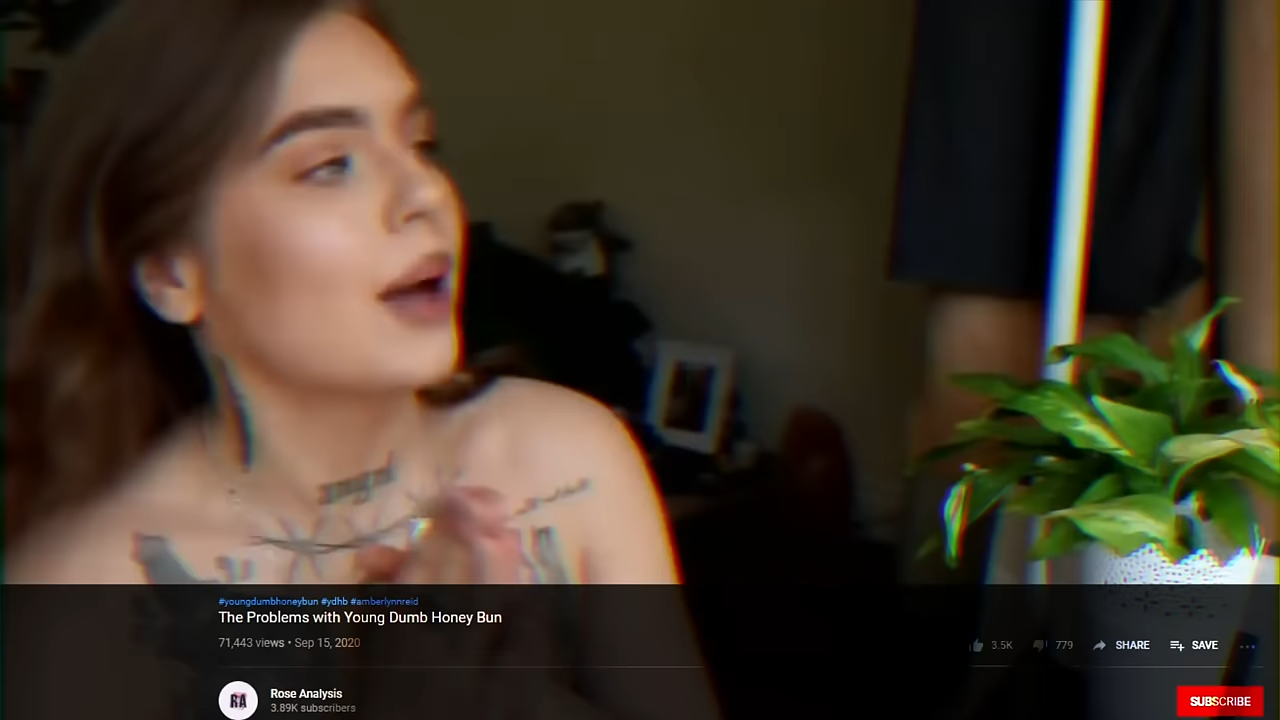 #youngdumbhoneybun #ydhb #amberlynnreid
The Problems with Young Dumb Honey Bun
71,443 views • Sep 15, 2020
3.5K 779 SHARE SAVE
RA Rose Analysis
3.89K subscribers
SUBSCRIBE